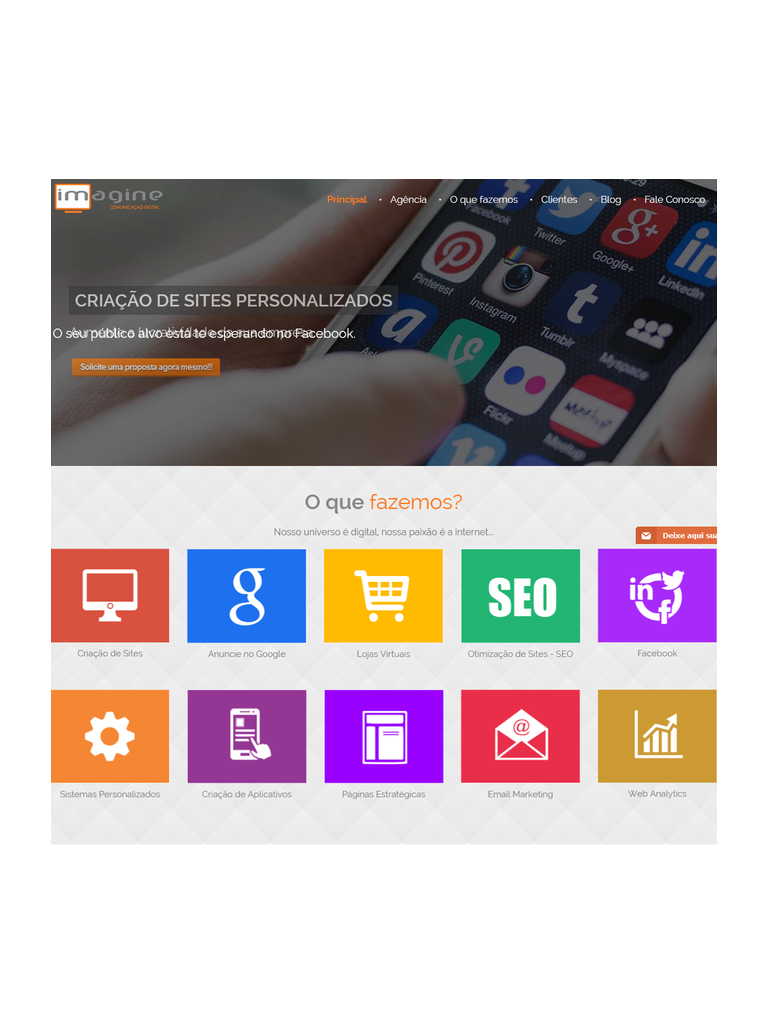 imagine
COMUNICAÇÃO DIGITAL
Principal • Agência • O que fazemos • Clientes • Blog • Fale Conosco
Facebook
Twitter
Google+
LinkedIn
Pinterest
Instagram
Tumblr
Myspace
Flickr
Meetup
Meetup
CRIAÇÃO DE SITES PERSONALIZADOS
O seu público alvo está te esperando no Facebook.
Solicite uma proposta agora mesmo!!!
O que fazemos?
Nosso universo é digital, nossa paixão é a internet...
Deixe aqui sua
SEO
in
f
Criação de Sites
Anuncie no Google
Lojas Virtuais
Otimização de Sites - SEO
Facebook
@
Sistemas Personalizados
Criação de Aplicativos
Páginas Estratégicas
Email Marketing
Web Analytics